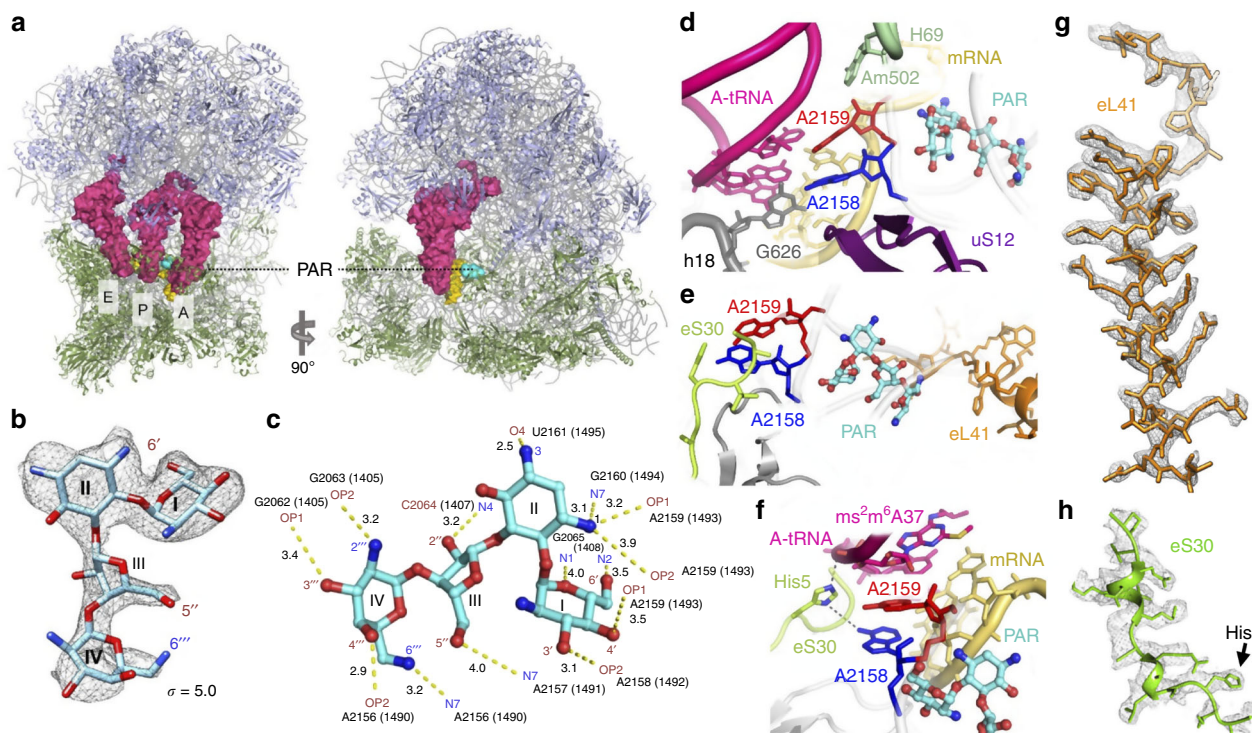 a
PAR
E
P
A
90°
b
6′
II
I
III
5′′
IV
6′′′
σ = 5.0
c
O4
U2161 (1495)
2.5
3
G2063 (1405)
G2160 (1494)
G2062 (1405)
OP2
C2064 (1407)
II
N7
3.2
OP1
OP1
3.2
N4
3.1
1
A2159 (1493)
3.2
G2065
(1408)
3.9
2′′′
2′′
N1
N2
OP2
3.4
4.0
6′
3.5
A2159 (1493)
3′′′
IV
III
I
OP1
A2159 (1493)
3.5
4′′′
5′′
3′
4′
2.9
6′′′
4.0
3.1
OP2
OP2
3.2
N7
N7
A2158 (1492)
A2157 (1491)
A2156 (1490)
A2156 (1490)
d
H69
mRNA
Am502
A-tRNA
PAR
A2159
A2158
uS12
G626
h18
e
A2159
eS30
A2158
PAR
eL41
f
ms2m6A37
A-tRNA
mRNA
His5
A2159
PAR
eS30
A2158
g
eL41
h
eS30
His